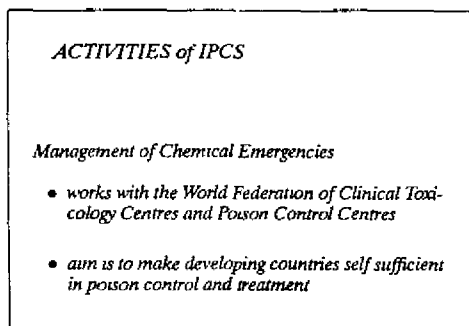 ACTIVITIES of IPCS
Management of Chemical Emergencies
• works with the World Federation of Clinical Toxi-
cology Centres and Poison Control Centres
• aim is to make developing countries self sufficient
in poison control and treatment